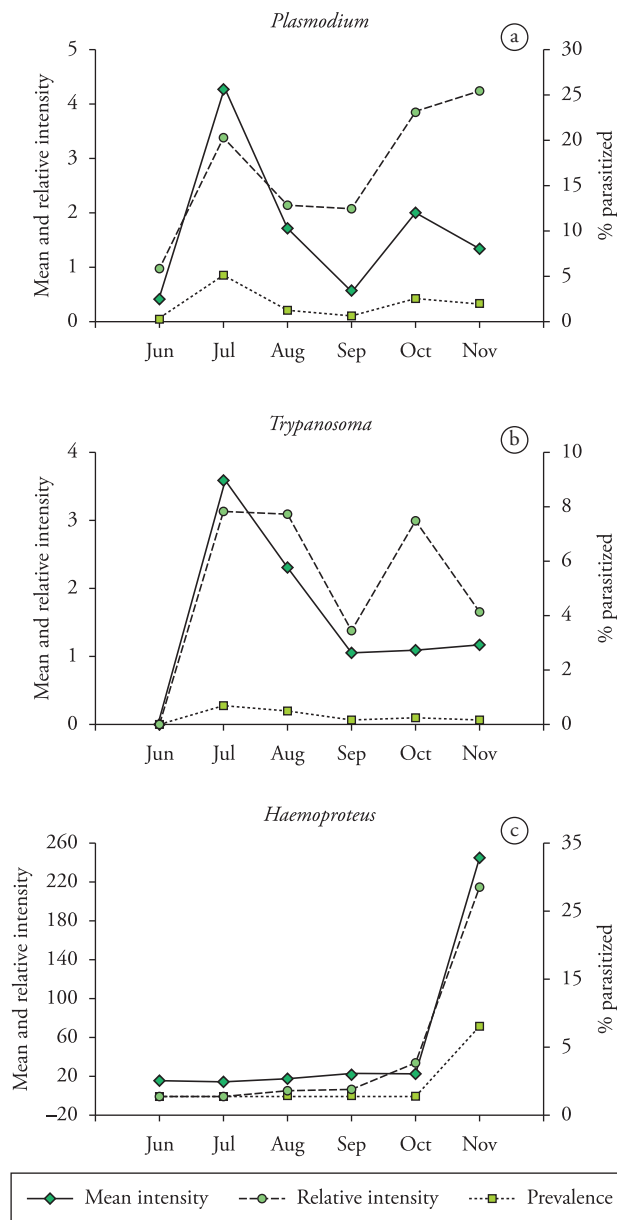 Plasmodium
a
5
4
3
2
1
0
Mean and relative intensity
30
25
20
15
10
5
0
% parasitized
Jun Jul Aug Sep Oct Nov
Trypanosoma
b
4
3
2
1
0
Mean and relative intensity
10
8
6
4
2
0
% parasitized
Jun Jul Aug Sep Oct Nov
Haemoproteus
c
260
220
180
140
100
60
20
–20
Mean and relative intensity
35
25
15
5
0
% parasitized
Jun Jul Aug Sep Oct Nov
Mean intensity Relative intensity Prevalence